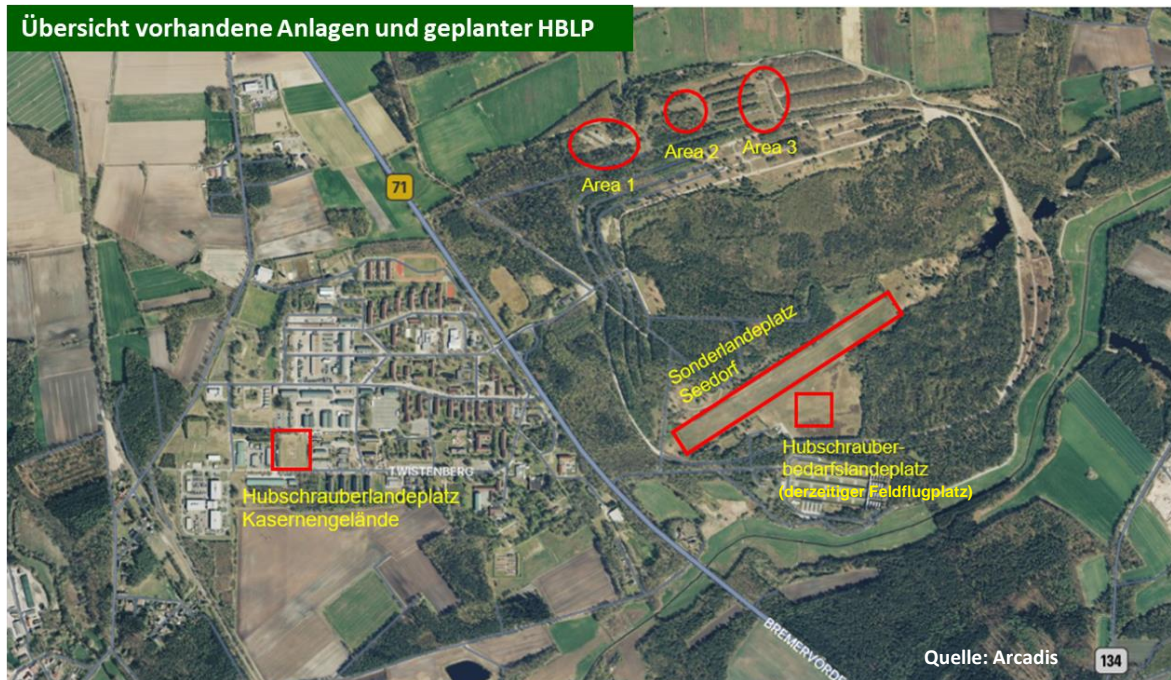 Übersicht vorhandene Anlagen und geplanter HBLP
71
Area 1
Area 2
Area 3
Sonderlandeplatz
Seedorf
Hubschrauber-
bedarfslandeplatz
(derzeitiger Feldflugplatz)
TWISTENBERG
Hubschrauberlandeplatz
Kasernengelände
BREMERVÖRDE
Quelle: Arcadis
134